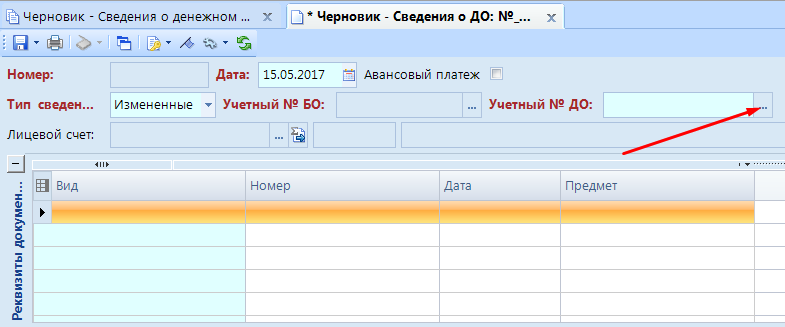 Черновик - Сведения о денежном ...
* Черновик - Сведения о ДО: №_...
Номер: Дата: 15.05.2017 Авансовый платеж
Тип сведен... Измененные Учетный № БО: ... Учетный № ДО: ...
Лицевой счет: ...
Реквизиты докумен...
Вид Номер Дата Предмет